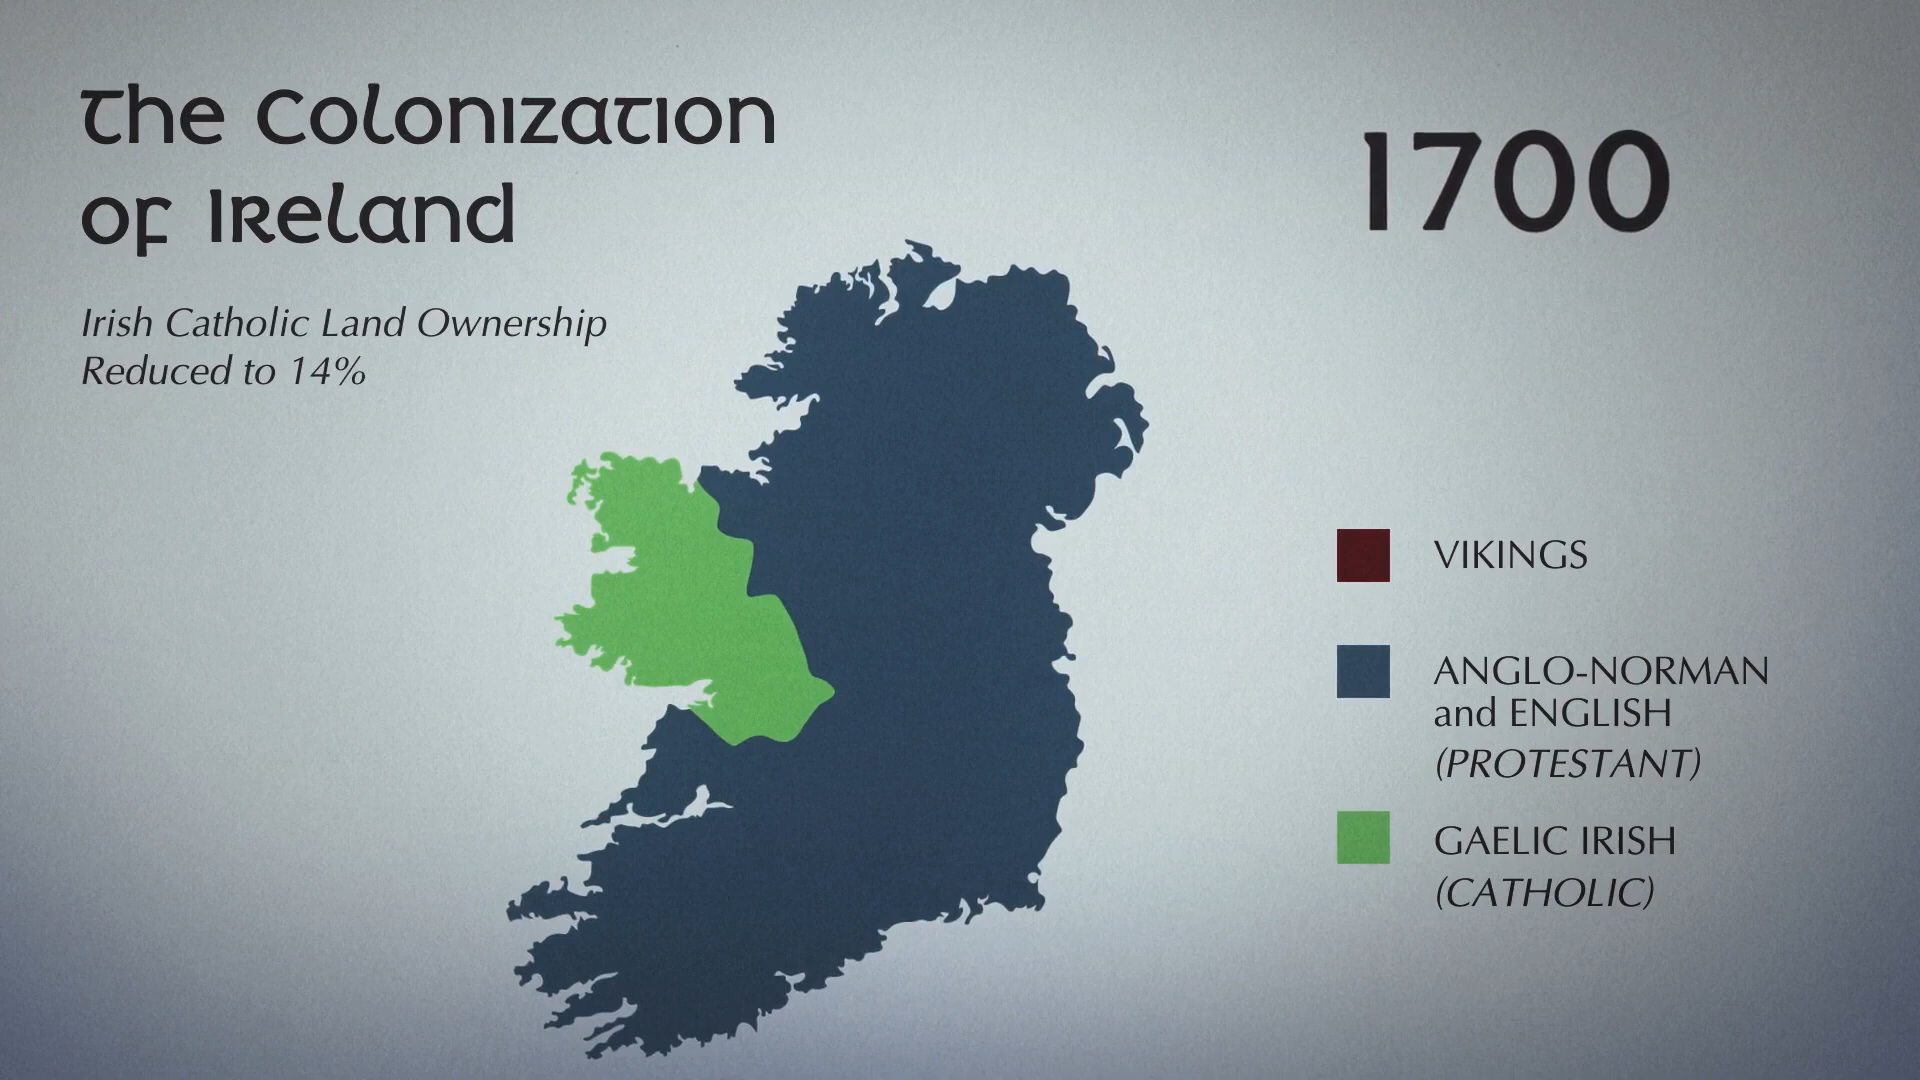 The Colonization
of Ireland
Irish Catholic Land Ownership
Reduced to 14%
1700
VIKINGS
ANGLO-NORMAN
and ENGLISH
(PROTESTANT)
GAELIC IRISH
(CATHOLIC)